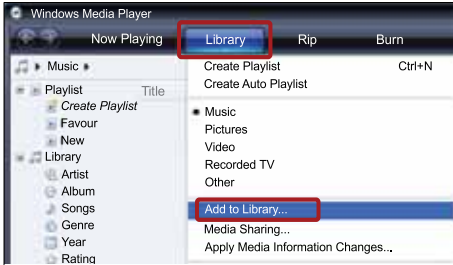 Windows Media Player
Now Playing Library Rip Burn
Music
Playlist Title
Create Playlist
Favour
New
Library
Artist
Album
Songs
Genre
Year
Rating
Create Playlist Ctrl+N
Create Auto Playlist
Music
Pictures
Video
Recorded TV
Other
Add to Library...
Media Sharing...
Apply Media Information Changes...